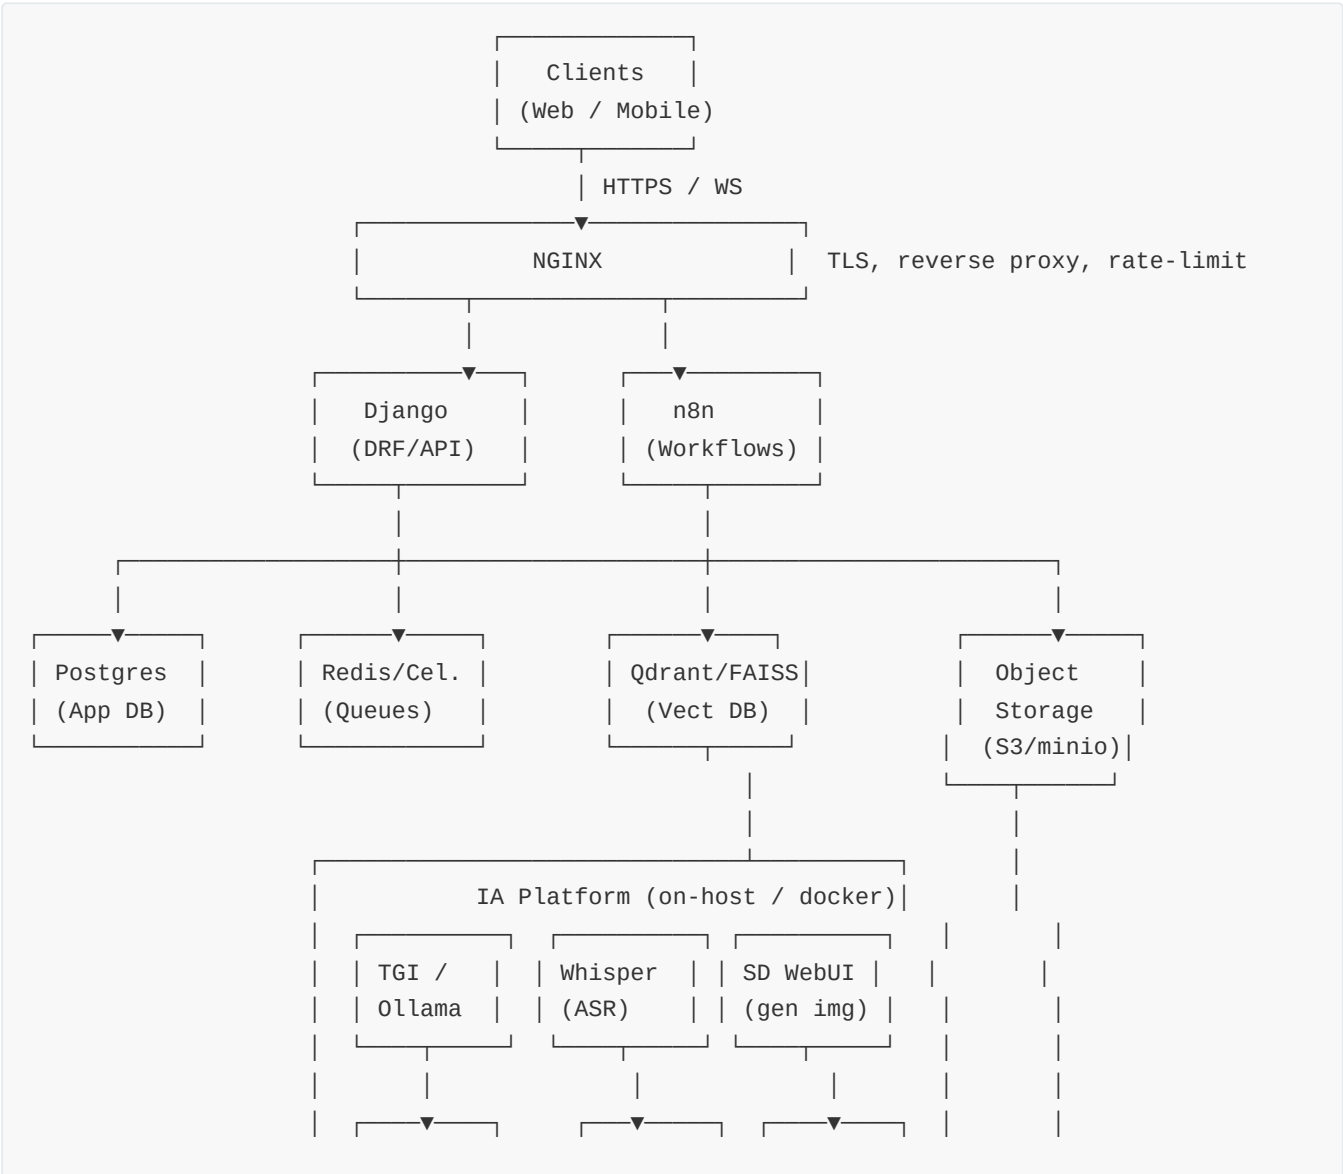 Clients
(Web / Mobile)
HTTPS / WS
NGINX TLS, reverse proxy, rate-limit
Django n8n
(DRF/API) (Workflows)
Postgres Redis/Cel. Qdrant/FAISS Object
(App DB) (Queues) (Vect DB) Storage
(S3/minio)
IA Platform (on-host / docker)
TGI / Whisper SD WebUI
Ollama (ASR) (gen img)